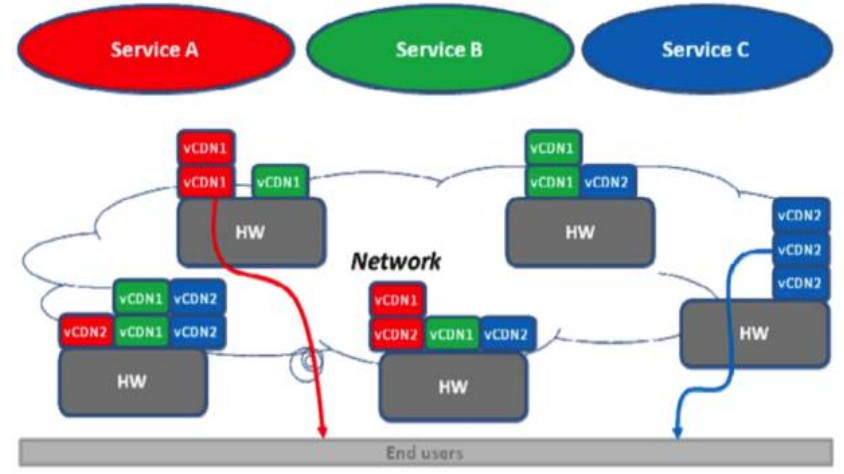 Service A
Service B
Service C
vCDN1
vCDN1
vCDN1
HW
vCDN1
vCDN1
vCDN2
HW
vCDN2
vCDN2
vCDN2
HW
Network
vCDN1
vCDN2
vCDN2
vCDN1
vCDN2
HW
vCDN1
vCDN2
vCDN1
vCDN2
HW
End users